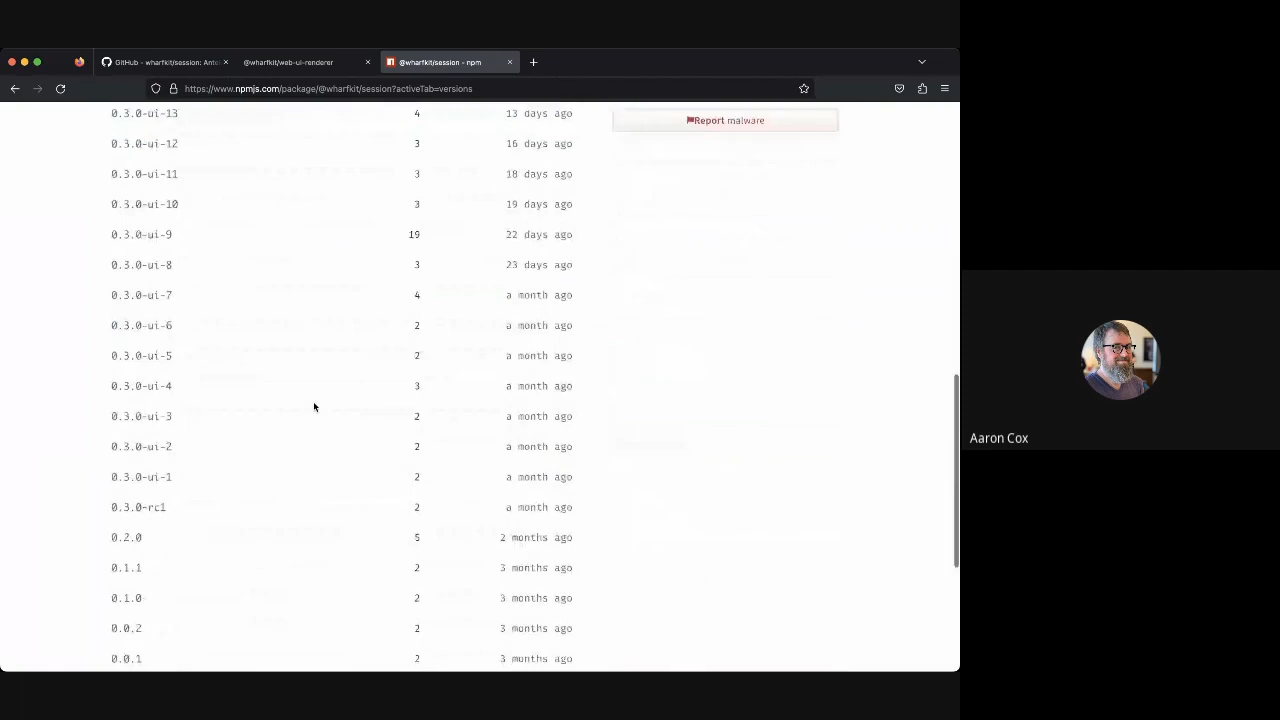 GitHub - wharfkit/session: Ante
@wharfkit/web-ui-renderer
@wharfkit/session - npm
https://www.npmjs.com/package/@wharfkit/session?activeTab=versions
0.3.0-ui-13 4 13 days ago
Report malware
0.3.0-ui-12 3 16 days ago
0.3.0-ui-11 3 18 days ago
0.3.0-ui-10 3 19 days ago
0.3.0-ui-9 19 22 days ago
0.3.0-ui-8 3 23 days ago
0.3.0-ui-7 4 a month ago
0.3.0-ui-6 2 a month ago
0.3.0-ui-5 2 a month ago
0.3.0-ui-4 3 a month ago
0.3.0-ui-3 2 a month ago
0.3.0-ui-2 2 a month ago
0.3.0-ui-1 2 a month ago
0.3.0-rc1 2 a month ago
0.2.0 5 2 months ago
0.1.1 2 3 months ago
0.1.0 2 3 months ago
0.0.2 2 3 months ago
0.0.1 2 3 months ago
Aaron Cox